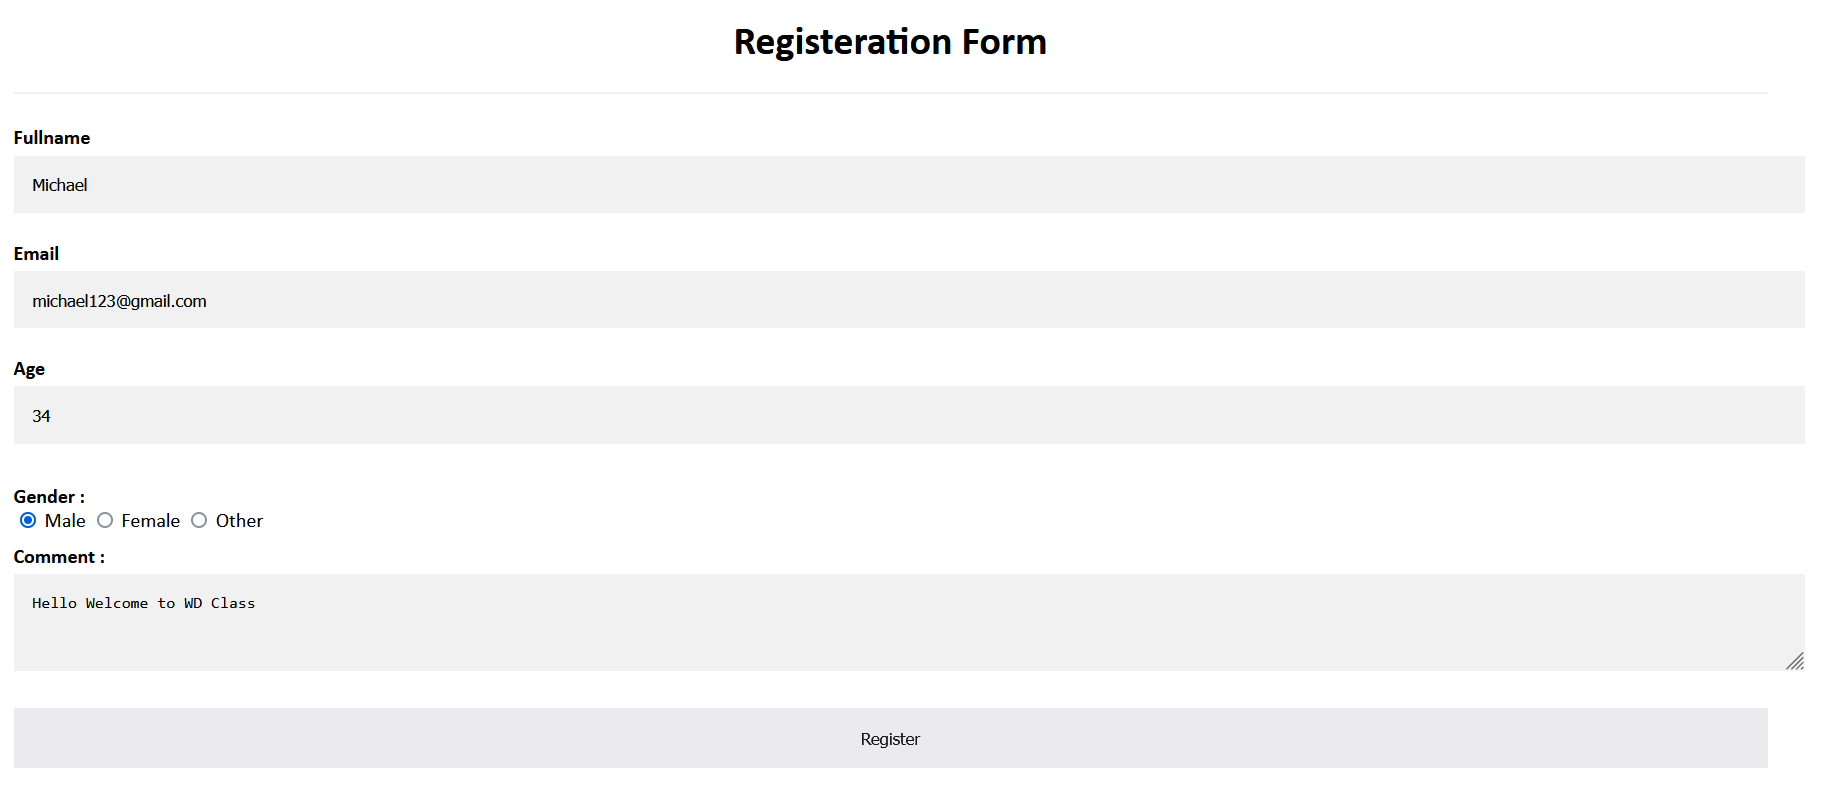 Registeration Form
Fullname
Michael
Email
michael123@gmail.com
Age
34
Gender :
Male Female Other
Comment :
Hello Welcome to WD Class
Register